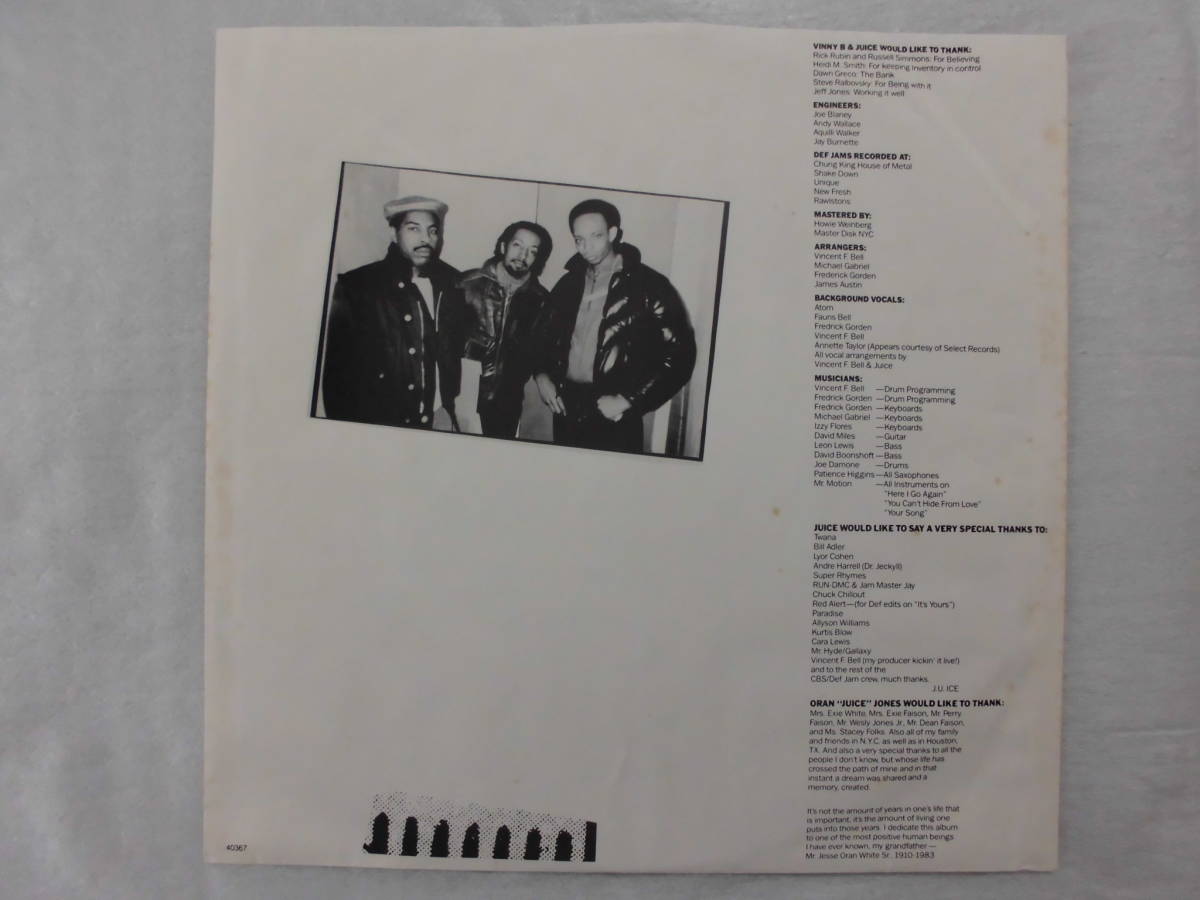 VINNY B & JUICE WOULD LIKE TO THANK:
Rick Rubin and Russell Simmons: For Believing
Heidi M. Smith: For keeping Inventory in control
Dawn Greco: The Bank
Steve Ralbovsky: For Being with it
Jeff Jones: Working it well
ENGINEERS:
Joe Blaney
Andy Wallace
Aquilli Walker
Jay Burnette
DEF JAMS RECORDED AT:
Chung King House of Metal
Shake Down
Unique
New Fresh
Rawlstons
MASTERED BY:
Howie Weinberg
Master Disk NYC
ARRANGERS:
Vincent F. Bell
Michael Gabriel
Frederick Gorden
James Austin
BACKGROUND VOCALS:
Atom
Fauns Bell
Fredrick Gorden
Vincent F. Bell
Annette Taylor (Appears courtesy of Select Records)
All vocal arrangements by
Vincent F. Bell & Juice
MUSICIANS:
Vincent F. Bell —Drum Programming
Fredrick Gorden —Drum Programming
Fredrick Gorden —Keyboards
Michael Gabriel —Keyboards
Izzy Flores —Keyboards
David Miles —Guitar
Leon Lewis —Bass
David Boonshoft —Bass
Joe Damone —Drums
Patience Higgins —All Saxophones
Mr. Motion —All Instruments on
"Here I Go Again"
"You Can't Hide From Love"
"Your Song"
JUICE WOULD LIKE TO SAY A VERY SPECIAL THANKS TO:
Twana
Bill Adler
Lyor Cohen
Andre Harrell (Dr. Jeckyll)
Super Rhymes
RUN-DMC & Jam Master Jay
Chuck Chillout
Red Alert—(for Def edits on "It's Yours")
Paradise
Allyson Williams
Kurtis Blow
Cara Lewis
Mr. Hyde/Gallaxy
Vincent F. Bell (my producer kickin' it live!)
and to the rest of the
CBS/Def Jam crew, much thanks.
J.U. ICE
ORAN "JUICE" JONES WOULD LIKE TO THANK:
Mrs. Exie White, Mrs. Exie Faison, Mr. Perry
Faison, Mr. Wesly Jones Jr., Mr. Dean Faison,
and Ms. Stacey Folks. Also all of my family
and friends in N.Y.C. as well as in Houston,
TX. And also a very special thanks to all the
people I don't know, but whose life has
crossed the path of mine and in that
instant a dream was shared and a
memory, created.
It's not the amount of years in one's life that
is important, it's the amount of living one
puts into those years. I dedicate this album
to one of the most positive human beings
I have ever known, my grandfather—
Mr. Jesse Oran White Sr., 1910-1983
40367